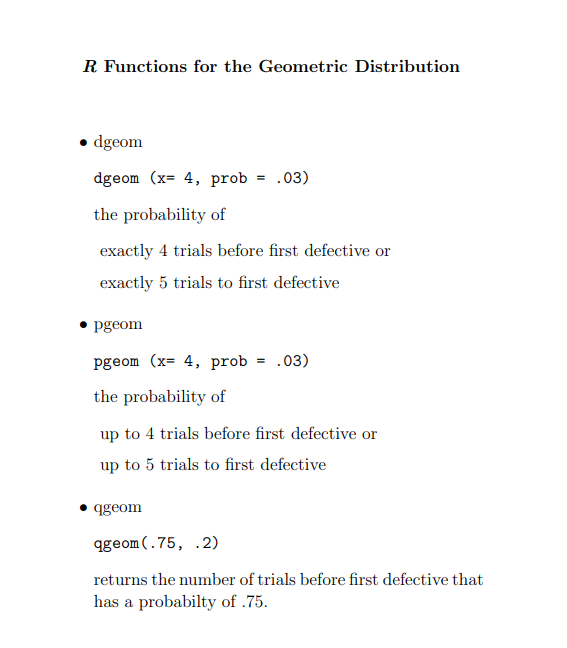 R Functions for the Geometric Distribution
• dgeom
dgeom (x= 4, prob = .03)
the probability of
exactly 4 trials before first defective or
exactly 5 trials to first defective
• pgeom
pgeom (x= 4, prob = .03)
the probability of
up to 4 trials before first defective or
up to 5 trials to first defective
• qgeom
qgeom(.75, .2)
returns the number of trials before first defective that
has a probabilty of .75.